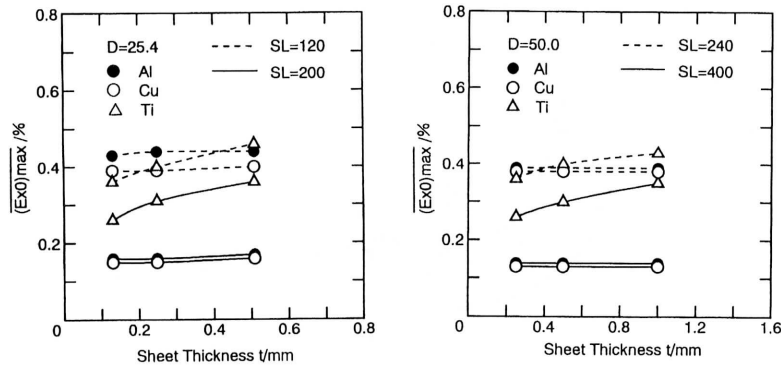 0.8
D=25.4
SL=120
Al
SL=200
Cu
0.6
Ti
0.4
0.2
0
0.2
0.4
0.6
0.8
(Ex0)max /%
Sheet Thickness t/mm
0.8
D=50.0
SL=240
Al
SL=400
Cu
0.6
Ti
0.4
0.2
0
0.4
0.8
1.2
1.6
(Ex0)max /%
Sheet Thickness t/mm